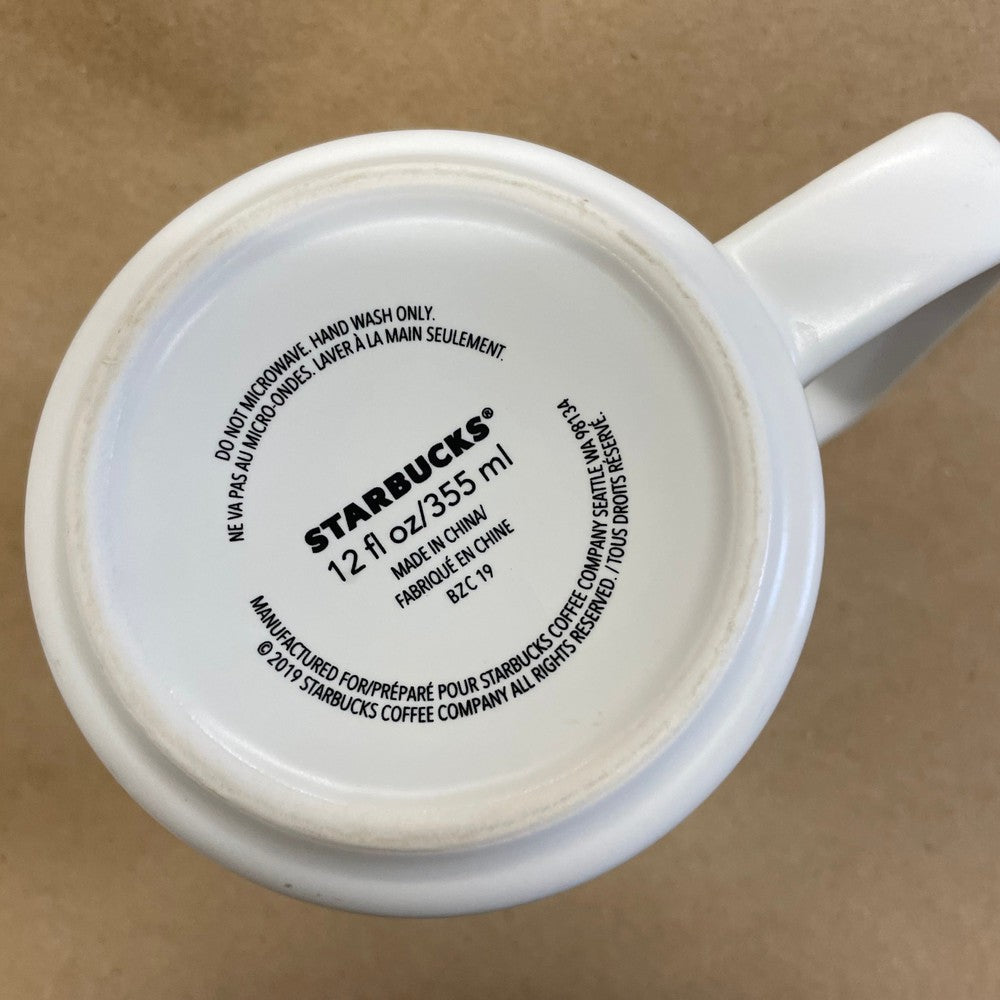 DO NOT MICROWAVE. HAND WASH ONLY.
NE VA PAS AU MICRO-ONDES. LAVER À LA MAIN SEULEMENT.
STARBUCKS®
12 fl oz/355 ml
MADE IN CHINA/
FABRIQUÉ EN CHINE
BZC 19
MANUFACTURED FOR/PRÉPARÉ POUR STARBUCKS COFFEE COMPANY SEATTLE WA 98134
©2019 STARBUCKS COFFEE COMPANY ALL RIGHTS RESERVED. / TOUS DROITS RÉSERVÉ.